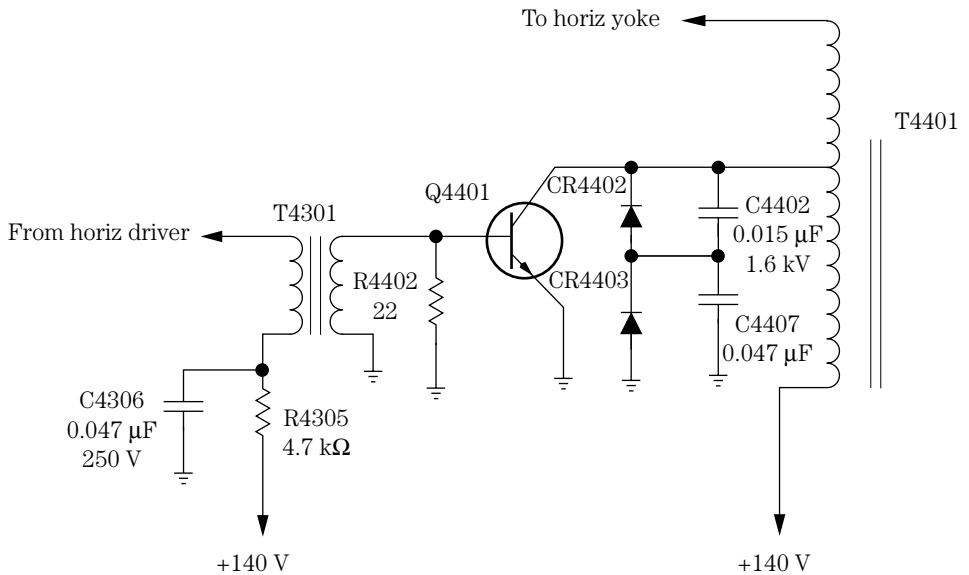 To horiz yoke
T4401
Q4401
CR4402
C4402
0.015 µF
1.6 kV
T4301
From horiz driver
R4402
22
CR4403
C4407
0.047 µF
C4306
0.047 µF
250 V
R4305
4.7 kΩ
+140 V
+140 V